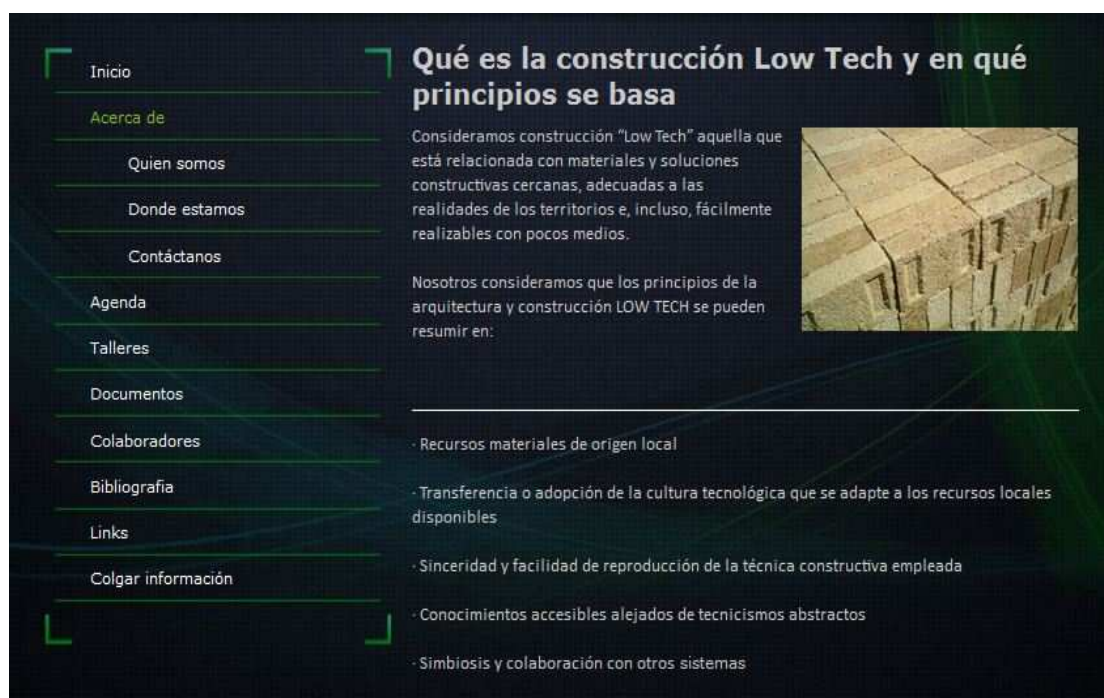 Inicio
Acerca de
Quien somos
Donde estamos
Contáctanos
Agenda
Talleres
Documentos
Colaboradores
Bibliografia
Links
Colgar información
Qué es la construcción Low Tech y en qué
principios se basa
Consideramos construcción “Low Tech” aquella que
está relacionada con materiales y soluciones
constructivas cercanas, adecuadas a las
realidades de los territorios e, incluso, fácilmente
realizables con pocos medios.
Nosotros consideramos que los principios de la
arquitectura y construcción LOW TECH se pueden
resumir en:
· Recursos materiales de origen local
· Transferencia o adopción de la cultura tecnológica que se adapte a los recursos locales
disponibles
· Sinceridad y facilidad de reproducción de la técnica constructiva empleada
· Conocimientos accesibles alejados de tecnicismos abstractos
· Simbiosis y colaboración con otros sistemas